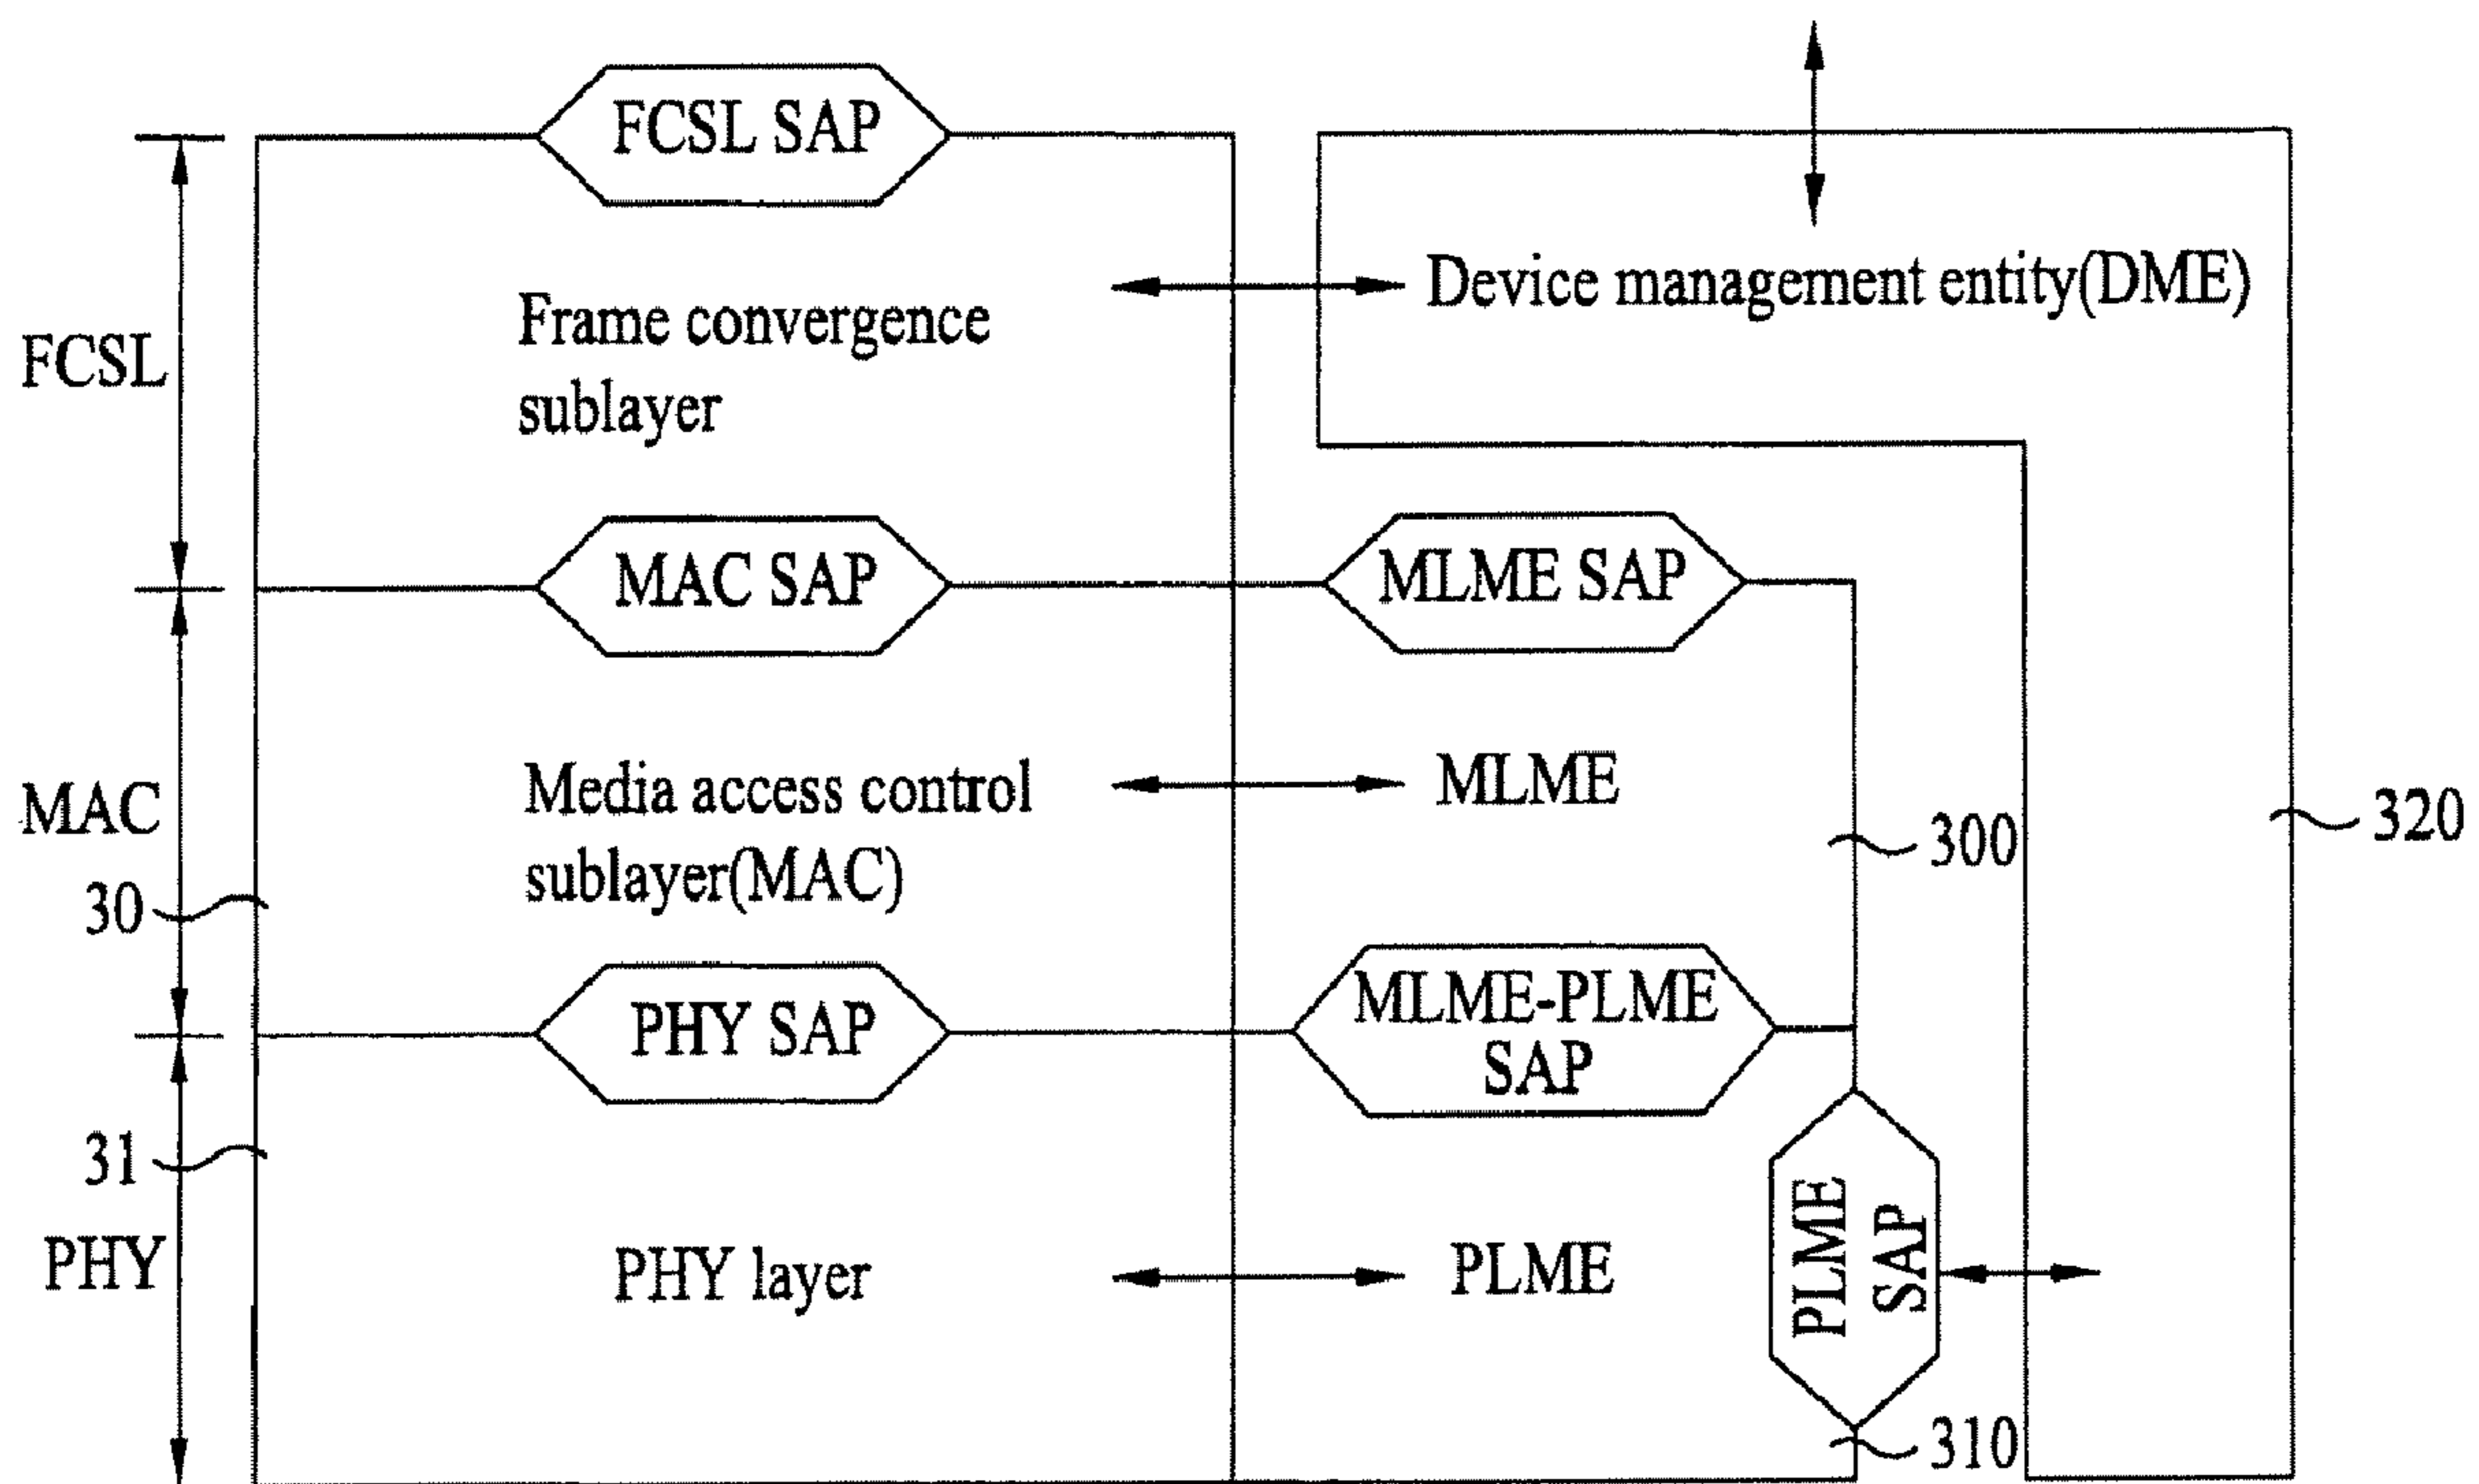 FCSL SAP
Device management entity(DME)
Frame convergence
sublayer
FCSL
MAC SAP
MLME SAP
MAC
Media access control
sublayer(MAC)
MLME
300
320
30
PHY SAP
MLME-PLME
SAP
31
PHY
PHY layer
PLME
PLME
SAP
310